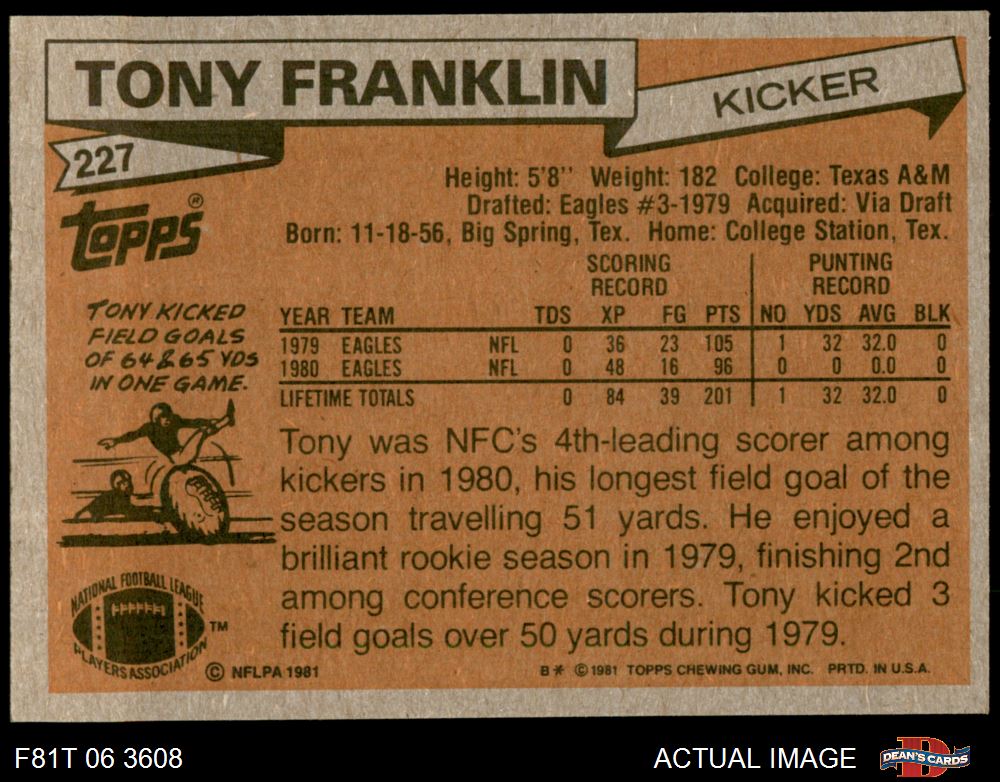 TONY FRANKLIN
KICKER
227
Topps®
Height: 5'8'' Weight: 182 College: Texas A&M
Drafted: Eagles #3-1979 Acquired: Via Draft
Born: 11-18-56, Big Spring, Tex. Home: College Station, Tex.
TONY KICKED
FIELD GOALS
OF 64 & 65 YDS
IN ONE GAME.
SCORING PUNTING
RECORD RECORD
YEAR TEAM TDS XP FG PTS NO YDS AVG BLK
1979 EAGLES NFL 0 36 23 105 1 32 32.0 0
1980 EAGLES NFL 0 48 16 96 0 0 0.0 0
LIFETIME TOTALS 0 84 39 201 1 32 32.0 0
Tony was NFC's 4th-leading scorer among
kickers in 1980, his longest field goal of the
season travelling 51 yards. He enjoyed a
brilliant rookie season in 1979, finishing 2nd
among conference scorers. Tony kicked 3
field goals over 50 yards during 1979.
NATIONAL FOOTBALL LEAGUE
PLAYERS ASSOCIATION
TM
© NFLPA 1981
B* © 1981 TOPPS CHEWING GUM, INC. PRTD. IN U.S.A.
F81T 06 3608
ACTUAL IMAGE
D
DEAN'S CARDS